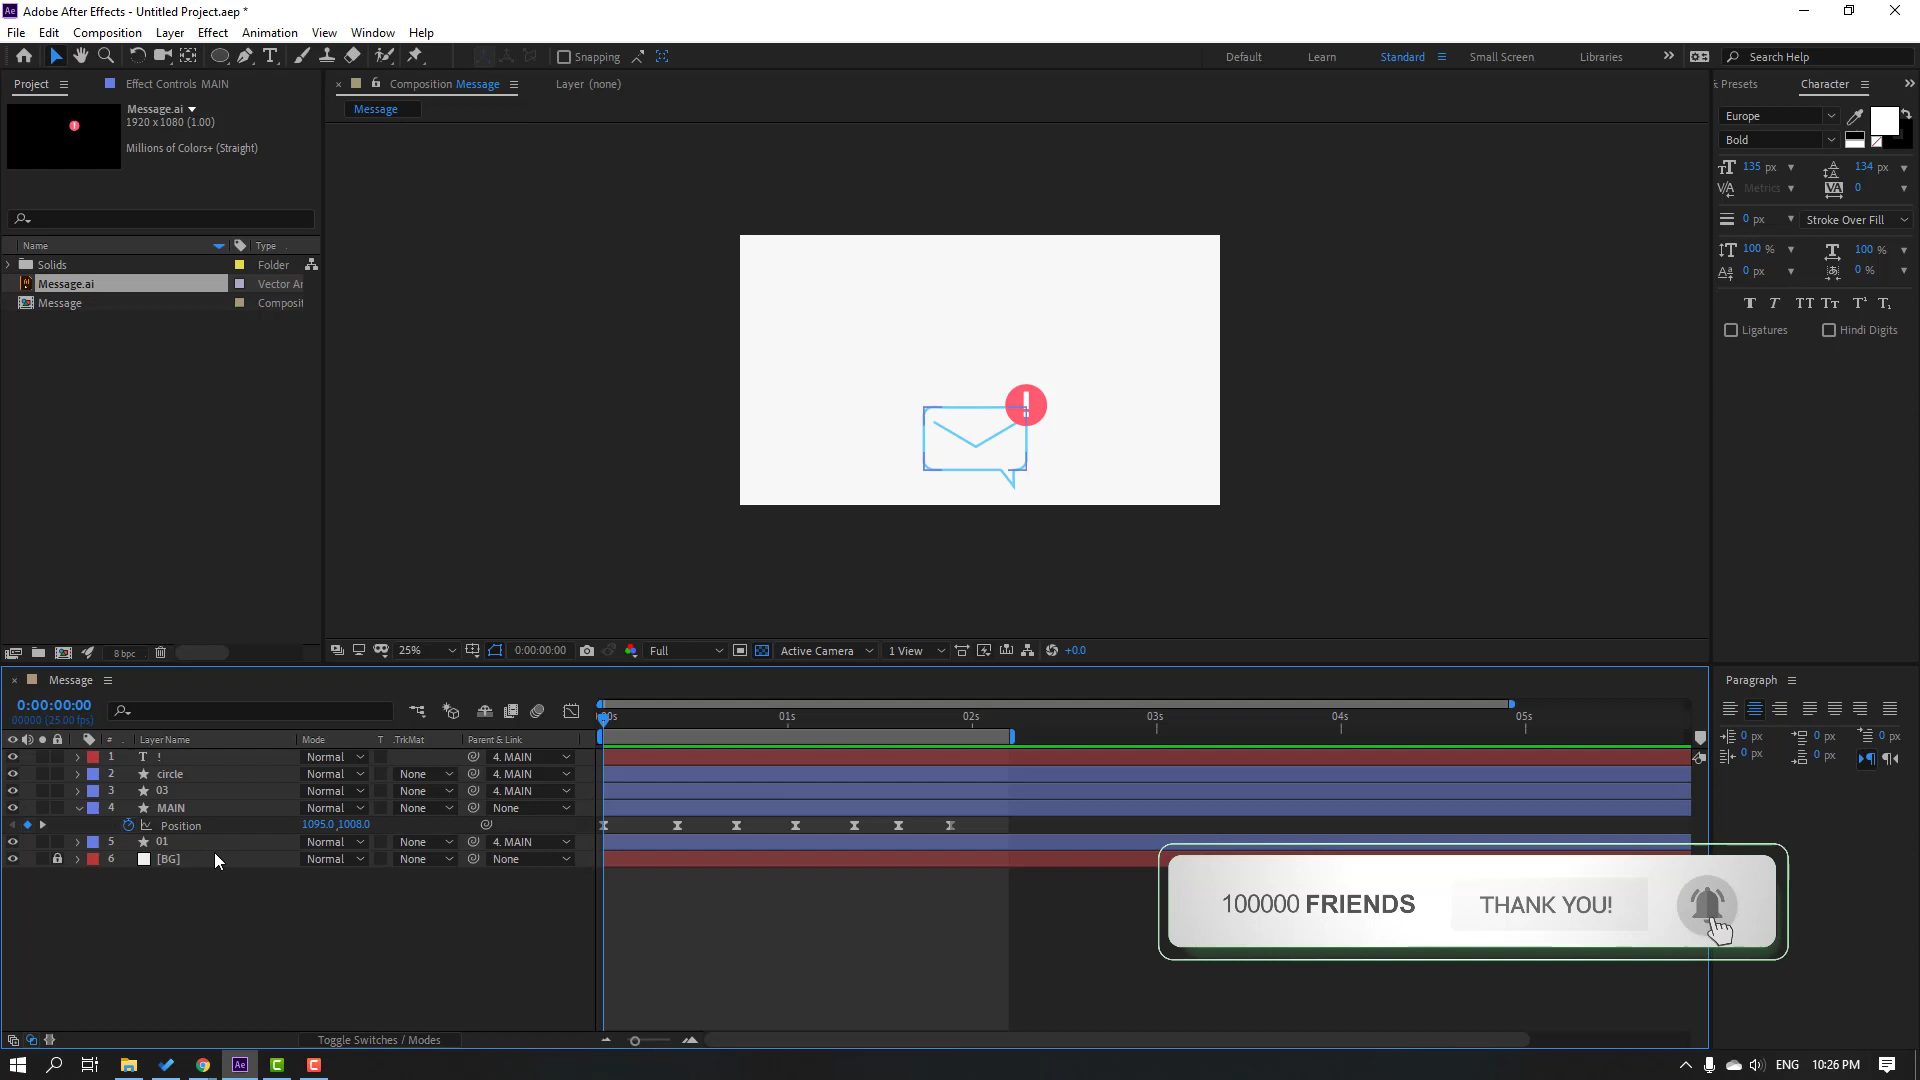 Adobe After Effects - Untitled Project.aep *
File Edit Composition Layer Effect Animation View Window Help
Snapping Default Learn Standard Small Screen Libraries Search Help
Project Effect Controls MAIN
Composition Message Layer (none)
Presets Character
Message.ai
1920 x 1080 (1.00)
Millions of Colors+ (Straight)
Message
Europe
Bold
135 px 134 px
Metrics 0
0 px Stroke Over Fill
100 % 100 %
0 px 0 %
Ligatures Hindi Digits
Name Type
Solids Folder
Message.ai Vector Ar
Message Composit
!
8 bpc
25% 0:00:00:00 Full Active Camera 1 View +0.0
Message
Paragraph
0:00:00:00
00000 (25.00 fps)
01s 02s 03s 04s 05s
# Layer Name Mode T .TrkMat Parent & Link
1 T ! Normal 4. MAIN
2 circle Normal None 4. MAIN
3 03 Normal None 4. MAIN
4 MAIN Normal None None
Position 1095.0,1008.0
5 01 Normal None 4. MAIN
6 [BG] Normal None None
0 px 0 px 0 px
0 px 0 px
100000 FRIENDS THANK YOU!
Toggle Switches / Modes
ENG 10:26 PM